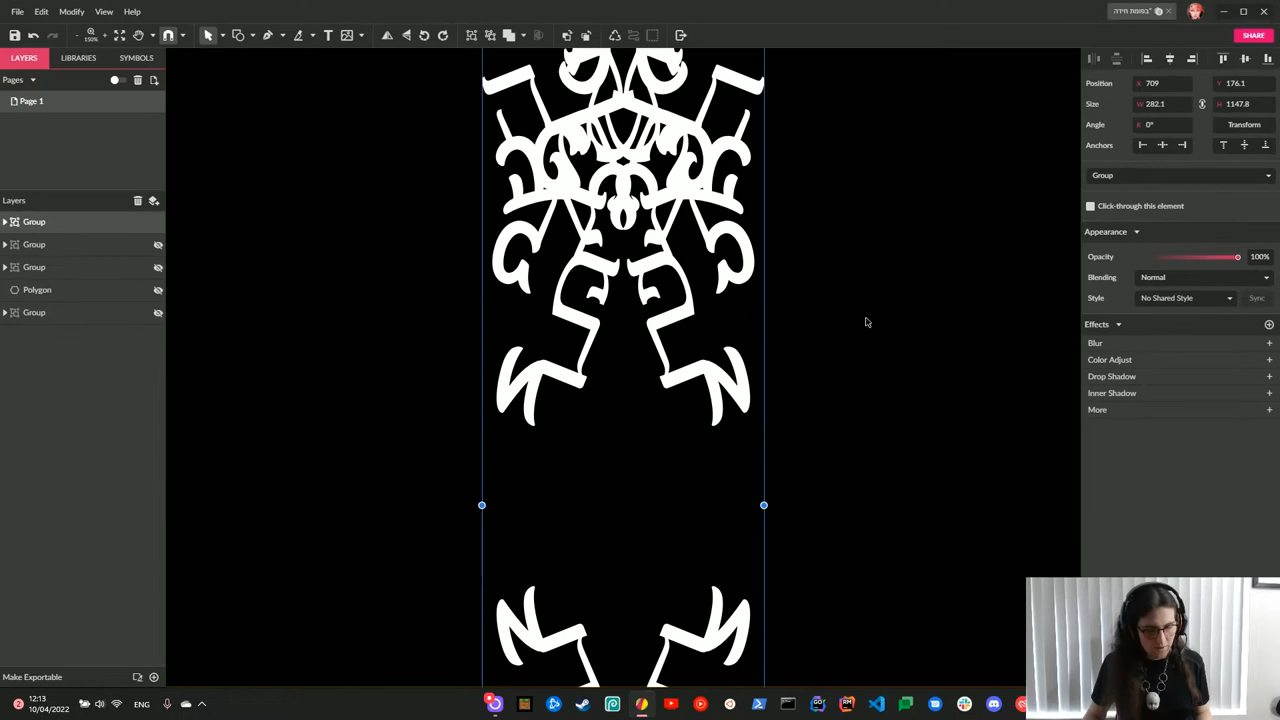 File Edit Modify View Help
"בפומת חידה
150%
SHARE
LAYERS LIBRARIES SYMBOLS
Pages
Page 1
Layers
Group
Group
Group
Polygon
Group
Make Exportable
Position X 709 Y 176.1
Size W 282.1 H 1147.8
Angle R 0° Transform
Anchors
Group
Click-through this element
Appearance
Opacity 100%
Blending Normal
Style No Shared Style Sync
Effects
Blur
Color Adjust
Drop Shadow
Inner Shadow
More
12:13
10/04/2022
ENG